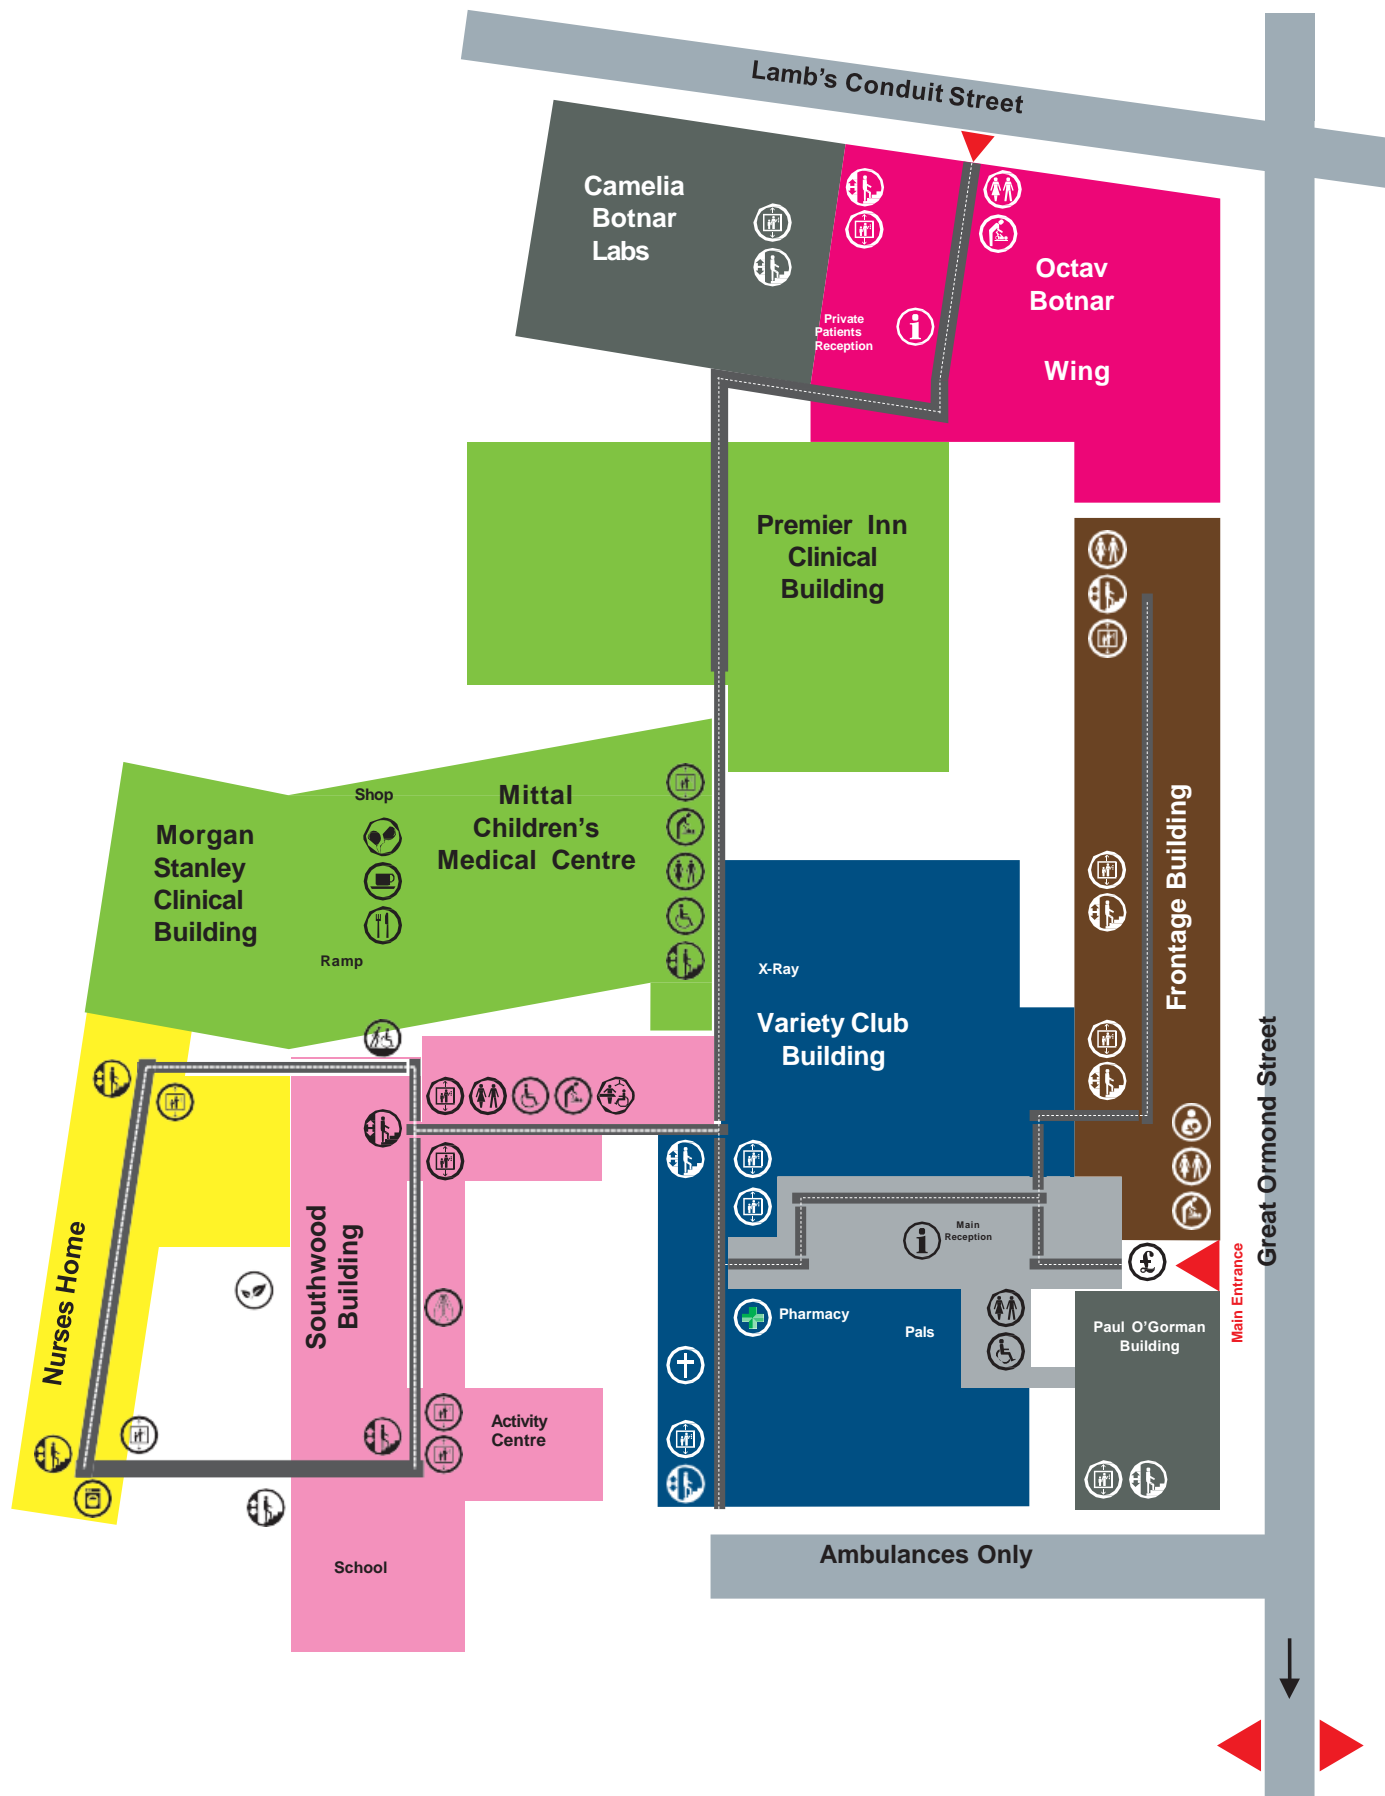 Lamb's Conduit Street
Camelia
Botnar
Labs
Octav
Botnar
Wing
Private
Patients
Reception
i
Premier Inn
Clinical
Building
Shop
Mittal
Children's
Medical Centre
Morgan
Stanley
Clinical
Building
Ramp
Frontage Building
X-Ray
Variety Club
Building
Great Ormond Street
Nurses Home
Southwood
Building
i
Main
Reception
£
Main Entrance
Pharmacy
Pals
Paul O'Gorman
Building
Activity
Centre
School
Ambulances Only